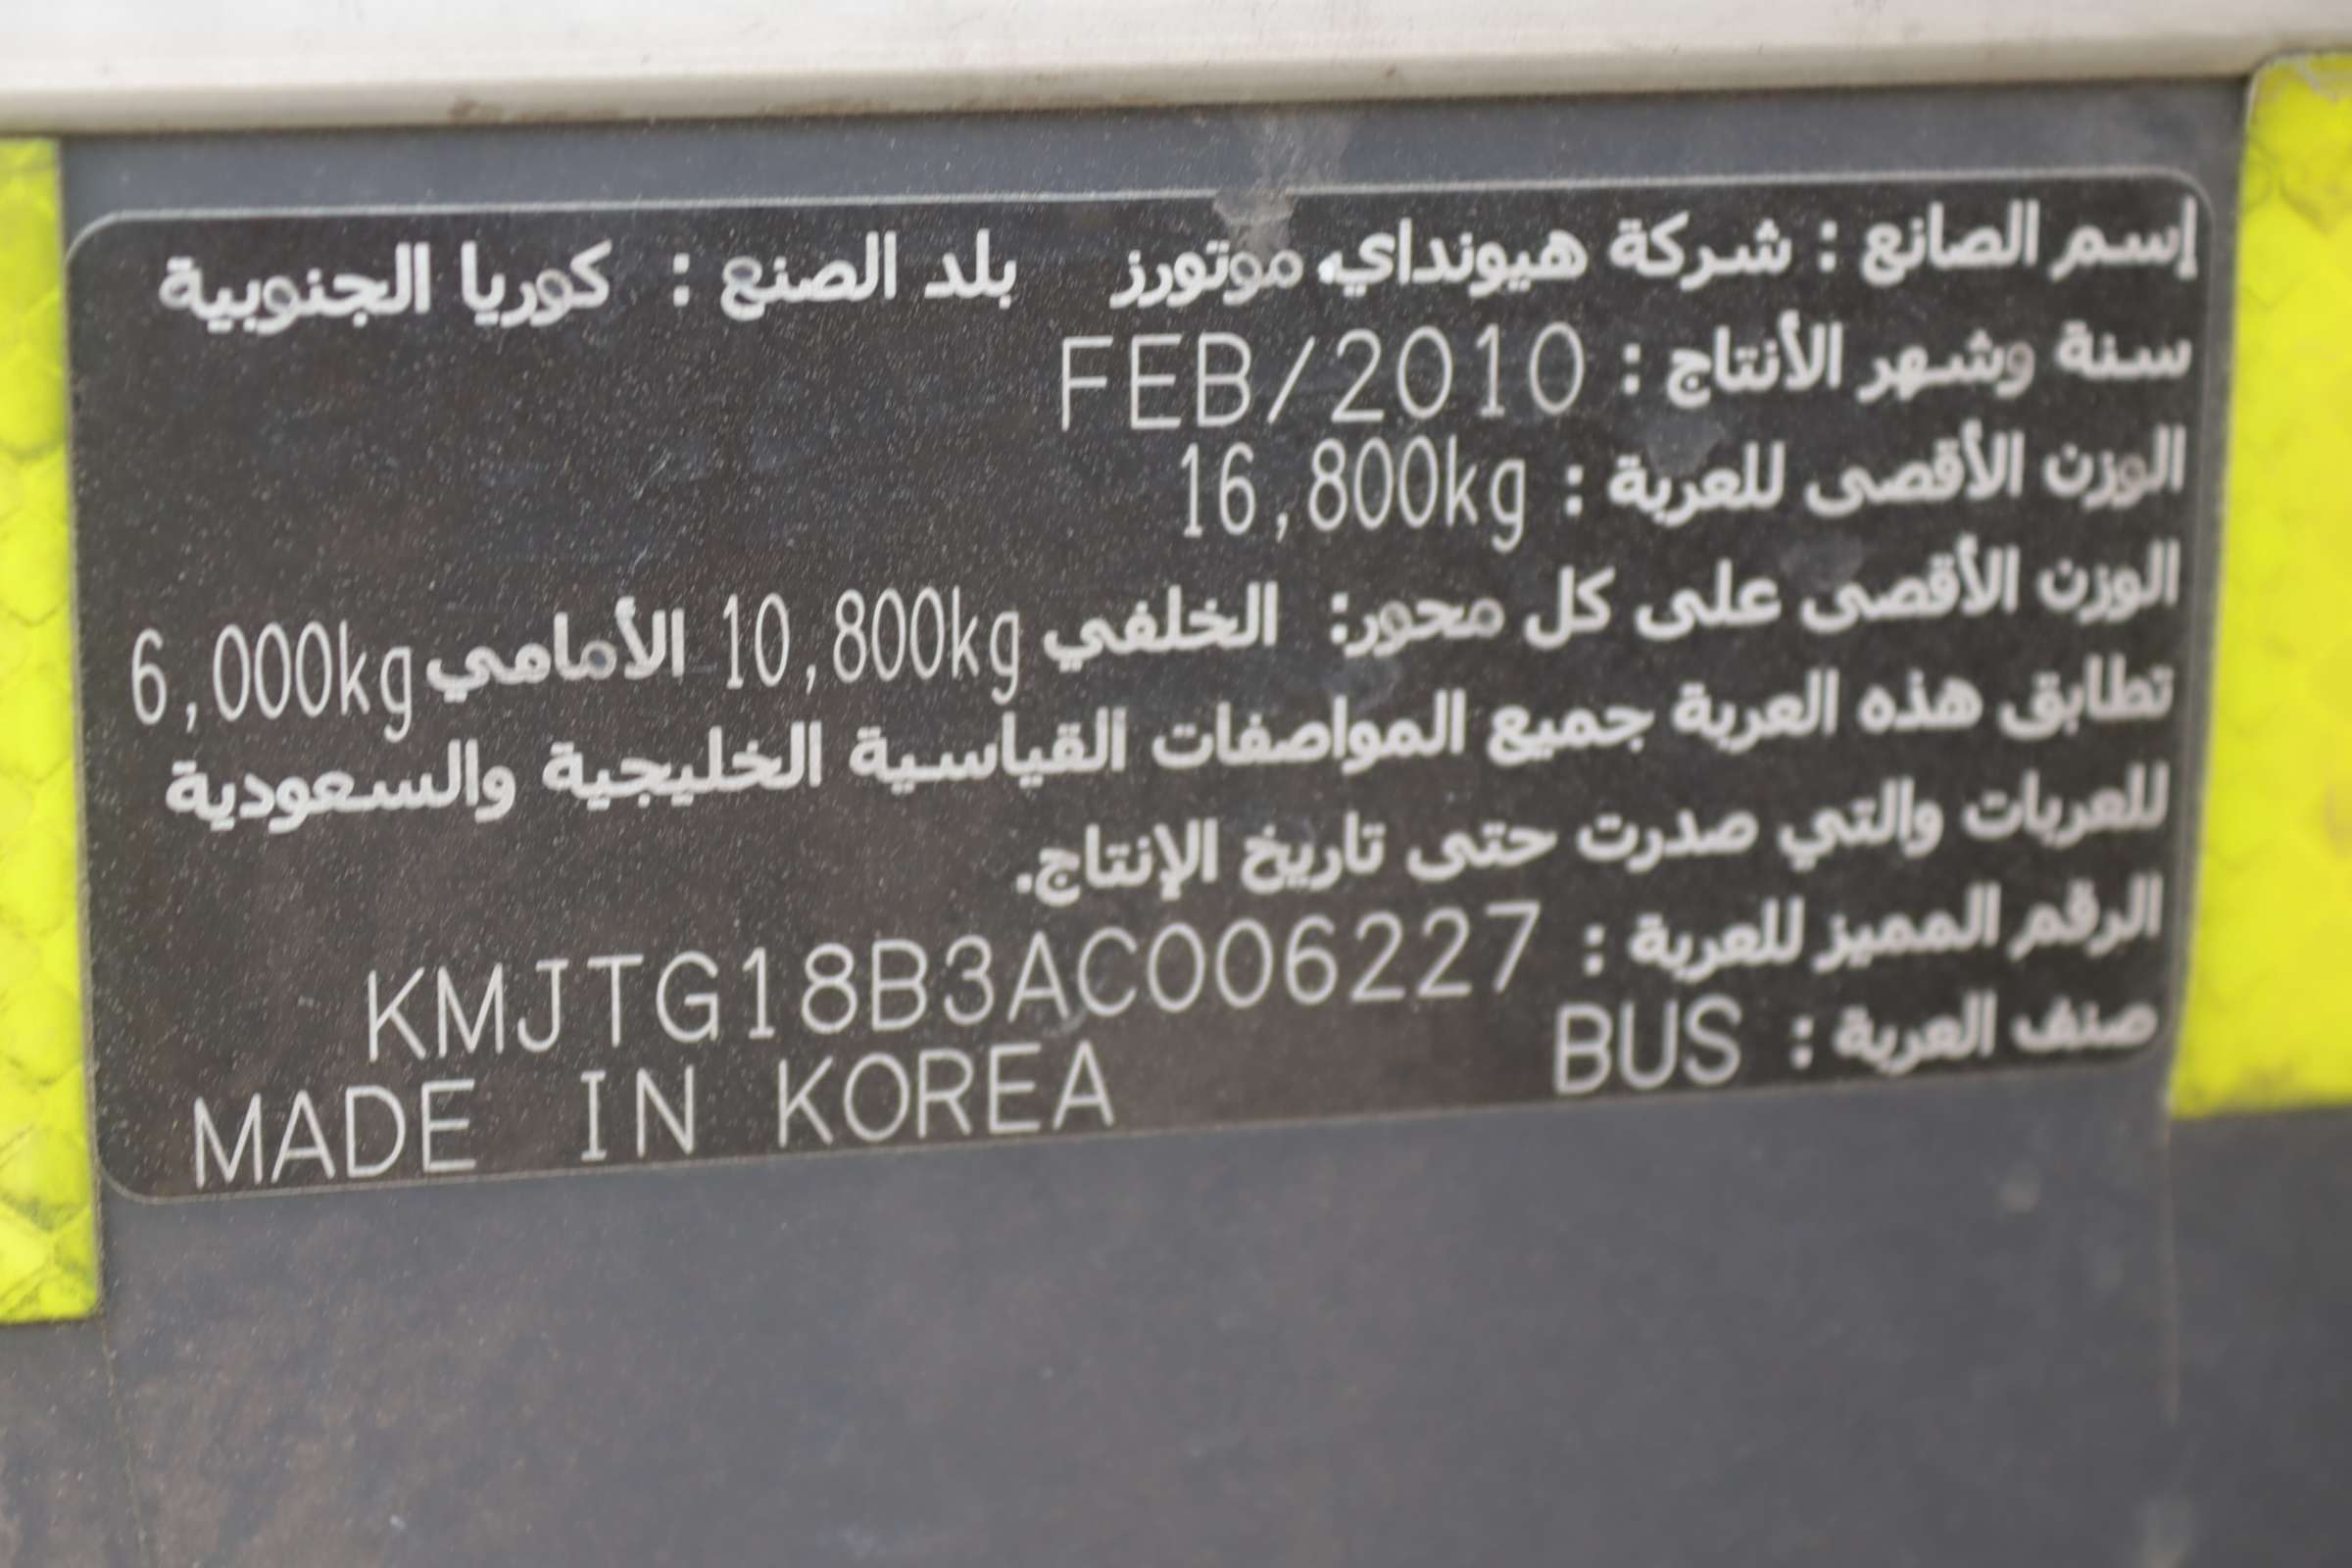 إسم الصانع : شركة هيونداي موتورز بلد الصنع : كوريا الجنوبية
سنة وشهر الأنتاج : FEB/2010
الوزن الأقصى للعربة : 16,800kg
الوزن الأقصى على كل محور: الخلفي 10,800kg الأمامي 6,000kg
تطابق هذه العربة جميع المواصفات القياسية الخليجية والسعودية
للعربات والتي صدرت حتى تاريخ الإنتاج.
الرقم المميز للعربة : KMJTG18B3AC006227
صنف العربة : BUS MADE IN KOREA